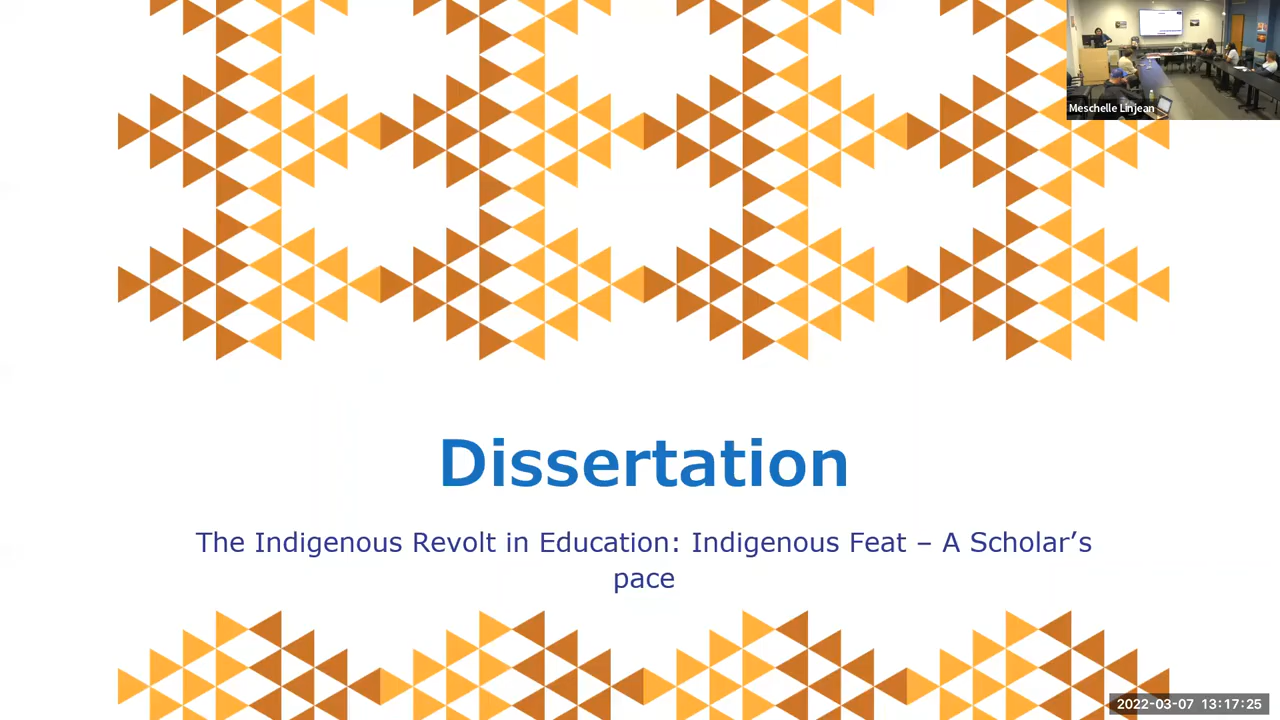 Meschelle Linjean
Dissertation
The Indigenous Revolt in Education: Indigenous Feat – A Scholar’s
pace
2022-03-07 13:17:25